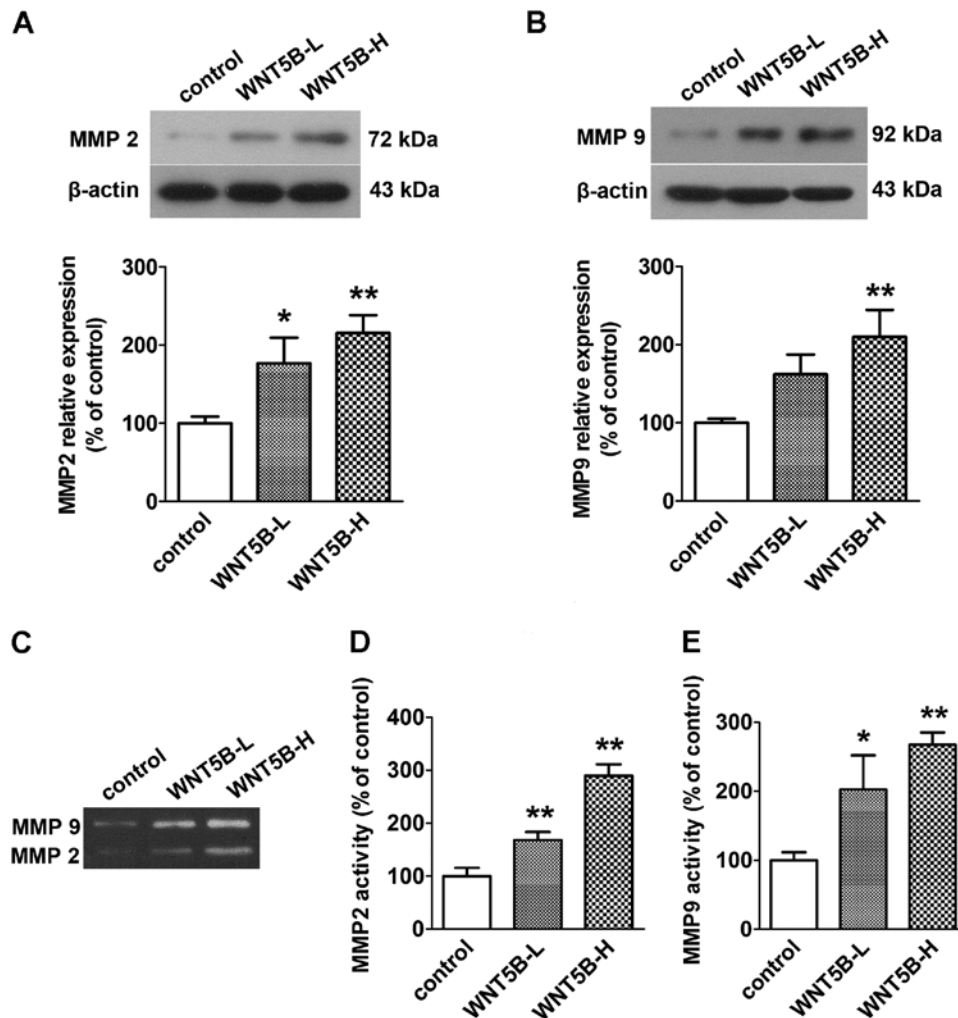 A
control WNT5B-L WNT5B-H
MMP 2 72 kDa
β-actin 43 kDa
MMP2 relative expression
(% of control)
300
200
100
0
* **
control WNT5B-L WNT5B-H
B
control WNT5B-L WNT5B-H
MMP 9 92 kDa
β-actin 43 kDa
MMP9 relative expression
(% of control)
300
200
100
0
**
control WNT5B-L WNT5B-H
C
control WNT5B-L WNT5B-H
MMP 9
MMP 2
D
MMP2 activity (% of control)
400
300
200
100
0
** **
control WNT5B-L WNT5B-H
E
MMP9 activity (% of control)
300
200
100
0
* **
control WNT5B-L WNT5B-H